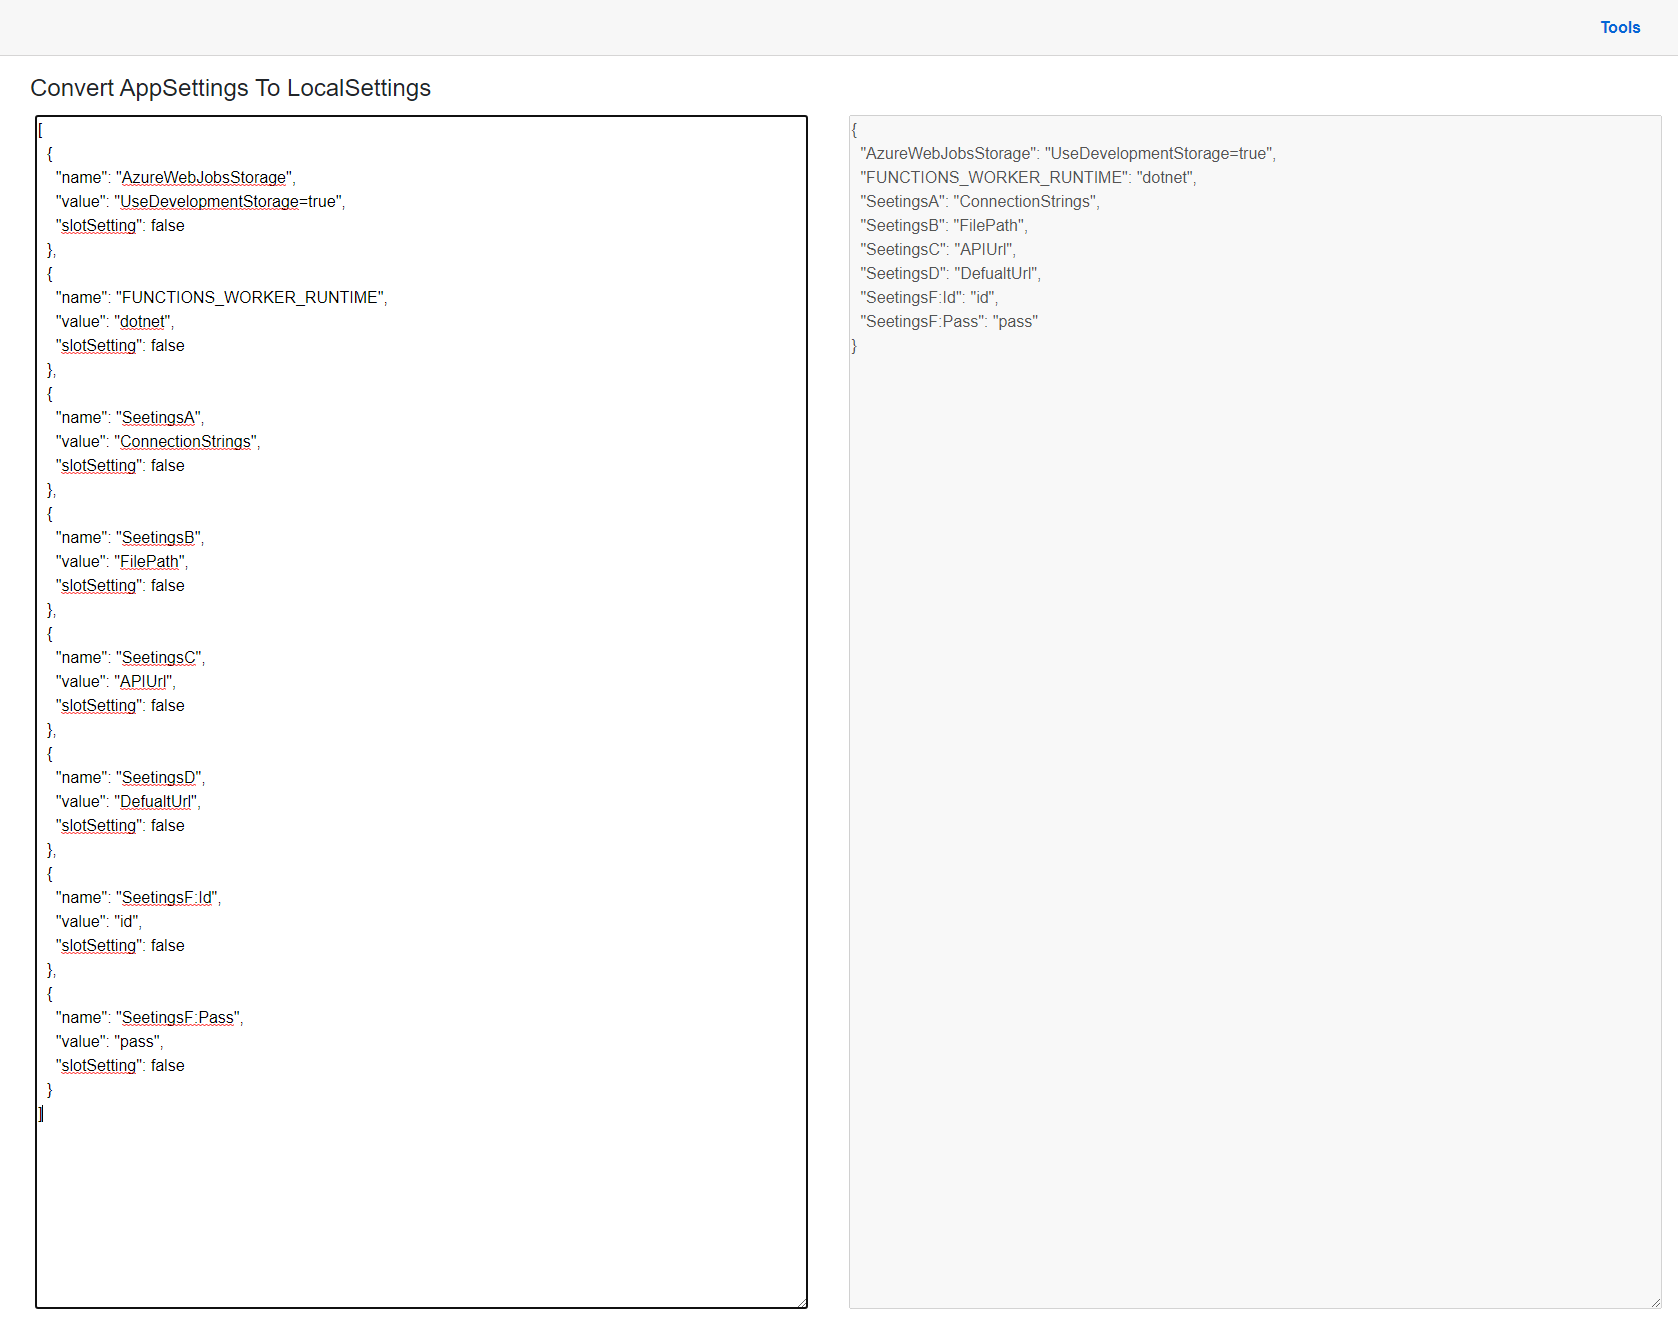 Tools
Convert AppSettings To LocalSettings
[
  {
    "name": "AzureWebJobsStorage",
    "value": "UseDevelopmentStorage=true",
    "slotSetting": false
  },
  {
    "name": "FUNCTIONS_WORKER_RUNTIME",
    "value": "dotnet",
    "slotSetting": false
  },
  {
    "name": "SeetingsA",
    "value": "ConnectionStrings",
    "slotSetting": false
  },
  {
    "name": "SeetingsB",
    "value": "FilePath",
    "slotSetting": false
  },
  {
    "name": "SeetingsC",
    "value": "APIUrl",
    "slotSetting": false
  },
  {
    "name": "SeetingsD",
    "value": "DefualtUrl",
    "slotSetting": false
  },
  {
    "name": "SeetingsF:Id",
    "value": "id",
    "slotSetting": false
  },
  {
    "name": "SeetingsF:Pass",
    "value": "pass",
    "slotSetting": false
  }
]
{
  "AzureWebJobsStorage": "UseDevelopmentStorage=true",
  "FUNCTIONS_WORKER_RUNTIME": "dotnet",
  "SeetingsA": "ConnectionStrings",
  "SeetingsB": "FilePath",
  "SeetingsC": "APIUrl",
  "SeetingsD": "DefualtUrl",
  "SeetingsF:Id": "id",
  "SeetingsF:Pass": "pass"
}